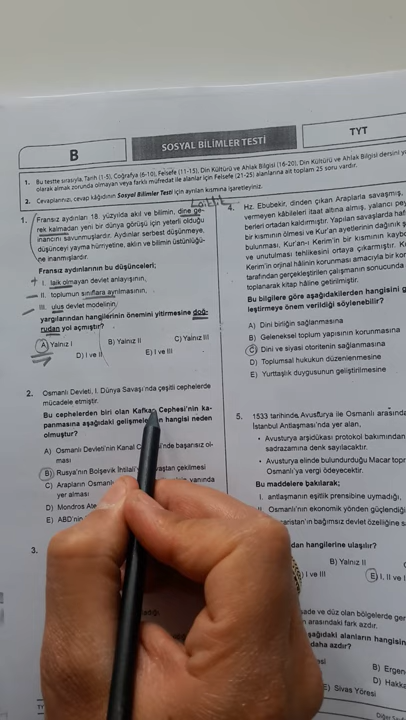 B
SOSYAL BİLİMLER TESTİ
TYT
1. Bu testte sırasıyla, Tarih (1-5), Coğrafya (6-10), Felsefe (11-15), Din Kültürü ve Ahlak Bilgisi (16-20), Din Kültürü ve Ahlak Bilgisi dersini
olarak almak zorunda olmayan veya farklı müfredat ile alanlar için Felsefe (21-25) alanlarına ait toplam 25 soru vardır.
2. Cevaplarınızı, cevap kâğıdının Sosyal Bilimler Testi için ayrılan kısmına işaretleyiniz.
1. Fransız aydınları 18. yüzyılda akıl ve bilimin, dine ge-
rek kalmadan yeni bir dünya görüşü için yeterli olduğu
inancını savunmuşlardır. Aydınlar serbest düşünmeye,
düşünceyi yayma hürriyetine, aklın ve bilimin üstünlüğü-
ne inanmışlardır.
Fransız aydınlarının bu düşünceleri;
I. laik olmayan devlet anlayışının,
II. toplumun sınıflara ayrılmasının,
III. ulus devlet modelinin
yargılarından hangilerinin önemini yitirmesine doğ-
rudan yol açmıştır?
A) Yalnız I
B) Yalnız II
C) Yalnız III
D) I ve II
E) I ve III
2. Osmanlı Devleti, I. Dünya Savaşı'nda çeşitli cephelerde
mücadele etmiştir.
Bu cephelerden biri olan Kafkas Cephesi'nin ka-
panmasına aşağıdaki gelişmelerden hangisi neden
olmuştur?
A) Osmanlı Devleti'nin Kanal C 'nde başarısız ol-
ması
B) Rusya'nın Bolşevik İhtilali savaştan çekilmesi
C) Arapların Osmanlı yanında
yer alması
D) Mondros Ate
E) ABD'nin
3.
4. Hz. Ebubekir, dinden çıkan Araplarla savaşmış,
vermeyen kabileleri itaat altına almış, yalancı pey
berleri ortadan kaldırmıştır. Yapılan savaşlarda haf
bir kısmının ölmesi ve Kur'an ayetlerinin dağınık ş
bulunması, Kur'an-ı Kerim'in bir kısmının kaybo
ve unutulması tehlikesini ortaya çıkarmıştır.
Kerim'in orjinal hâlinin korunması amacıyla bir kom
tarafından gerçekleştirilen çalışmanın sonucunda
toplanarak kitap hâline getirilmiştir.
Bu bilgilere göre aşağıdakilerden hangisini g
leştirmeye önem verildiği söylenebilir?
A) Dini birliğin sağlanmasına
B) Geleneksel toplum yapısının korunmasına
C) Dini ve siyasi otoritenin sağlanmasına
D) Toplumsal hukukun düzenlenmesine
E) Yurttaşlık duygusunun geliştirilmesine
5. 1533 tarihinde Avusturya ile Osmanlı arasında
İstanbul Antlaşması'nda yer alan,
• Avusturya arşidükası protokol bakımından
sadrazamına denk sayılacaktır.
• Avusturya elinde bulundurduğu Macar topr
Osmanlı'ya vergi ödeyecektir.
Bu maddelere bakılarak;
I. antlaşmanın eşitlik prensibine uymadığı,
II. Osmanlı'nın ekonomik yönden güçlendiği
aristan'ın bağımsız devlet özelliğine s
dan hangilerine ulaşılır?
B) Yalnız II
I ve III
E) I, II ve I
sade ve düz olan bölgelerde ger
arasındaki fark azdır.
şağıdaki alanların hangisin
daha azdır?
B) Ergen
D) Hakka
E) Sivas Yöresi
TY